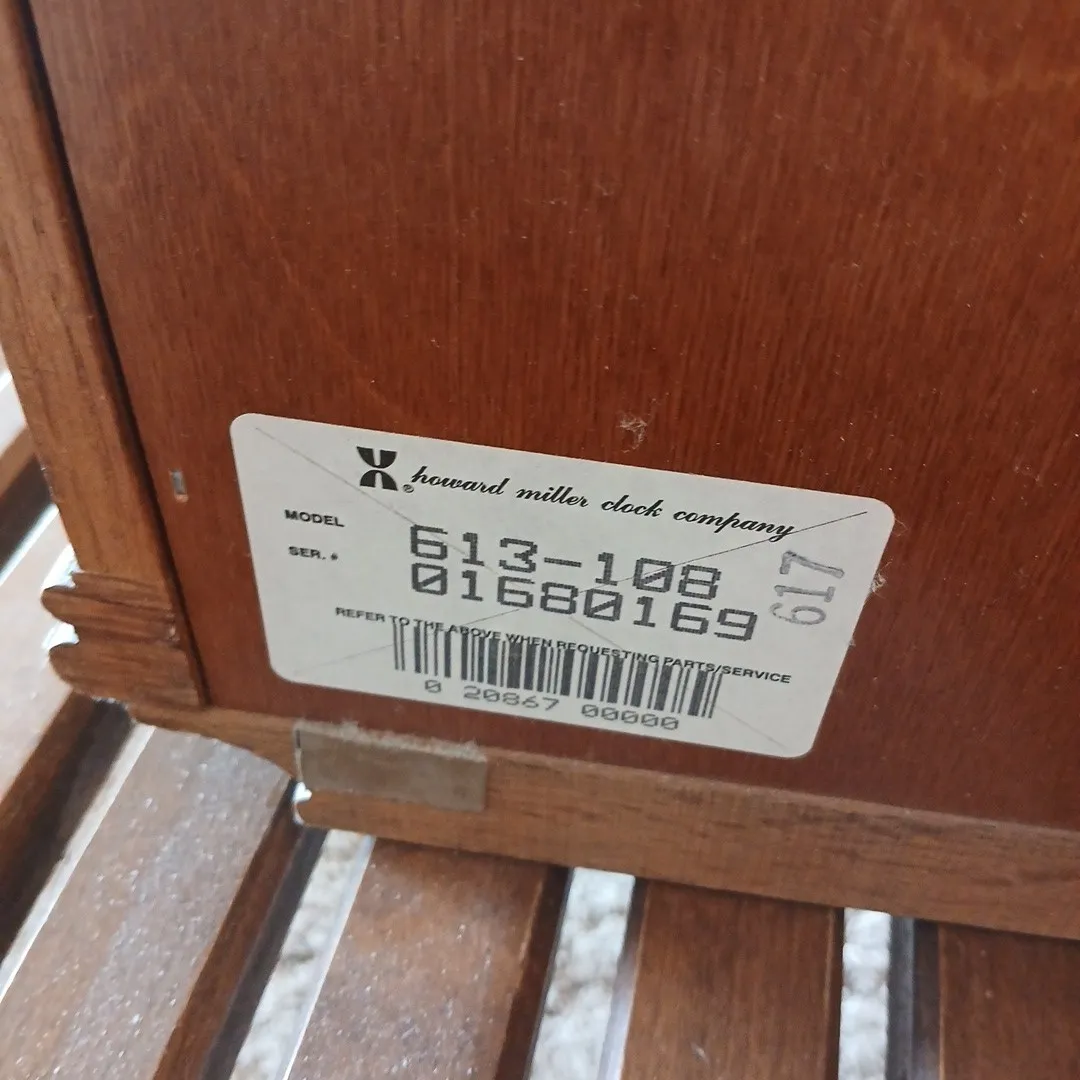 ® howard miller clock company
MODEL 613-108
SER. # 01680169
617
REFER TO THE ABOVE WHEN REQUESTING PARTS/SERVICE
0 20867 00000